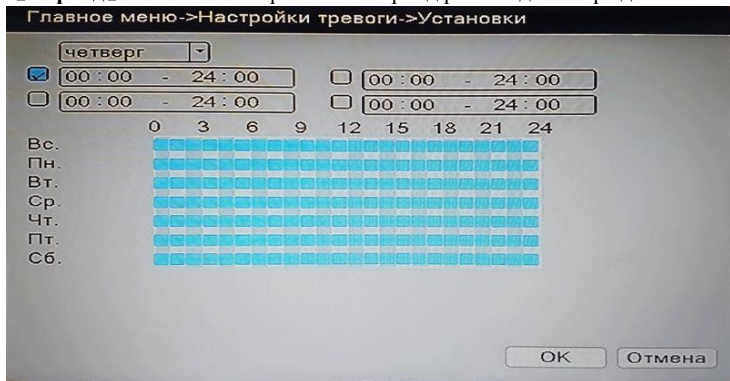 Главное меню->Настройки тревоги->Установки
четверг
00:00 - 24:00 00:00 - 24:00
00:00 - 24:00 00:00 - 24:00
0 3 6 9 12 15 18 21 24
Вс.
Пн.
Вт.
Ср.
Чт.
Пт.
Сб.
OK Отмена